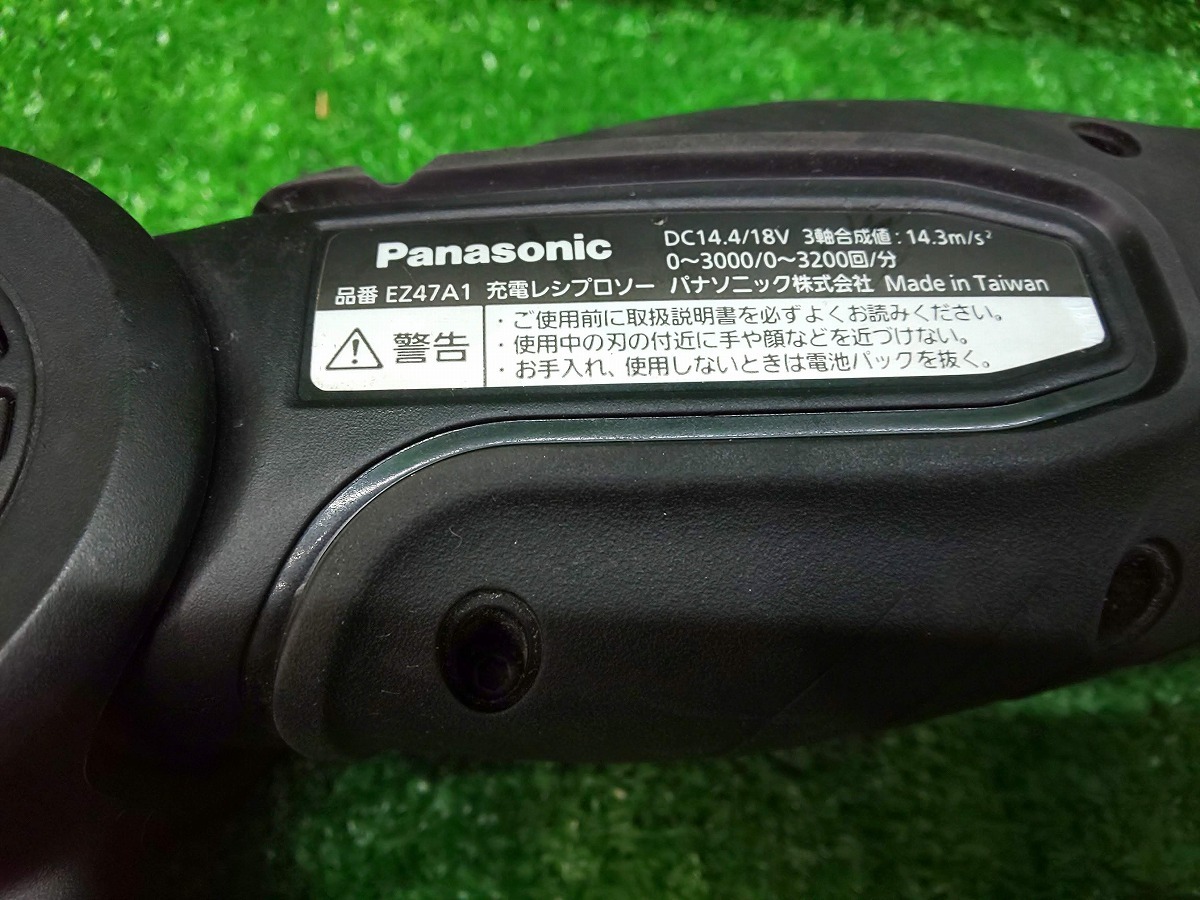 Panasonic
DC14.4/18V 3軸合成値:14.3m/s²
0～3000/0～3200回/分
品番 EZ47A1 充電レシプロソー パナソニック株式会社 Made in Taiwan
警告
・ご使用前に取扱説明書を必ずよくお読みください。
・使用中の刃の付近に手や顔などを近づけない。
・お手入れ、使用しないときは電池パックを抜く。